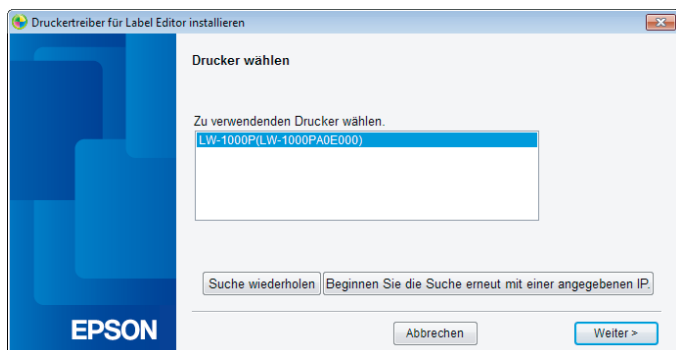 Druckertreiber für Label Editor installieren
Drucker wählen
Zu verwendenden Drucker wählen.
LW-1000P(LW-1000PA0E000)
Suche wiederholen Beginnen Sie die Suche erneut mit einer angegebenen IP.
EPSON Abbrechen Weiter >